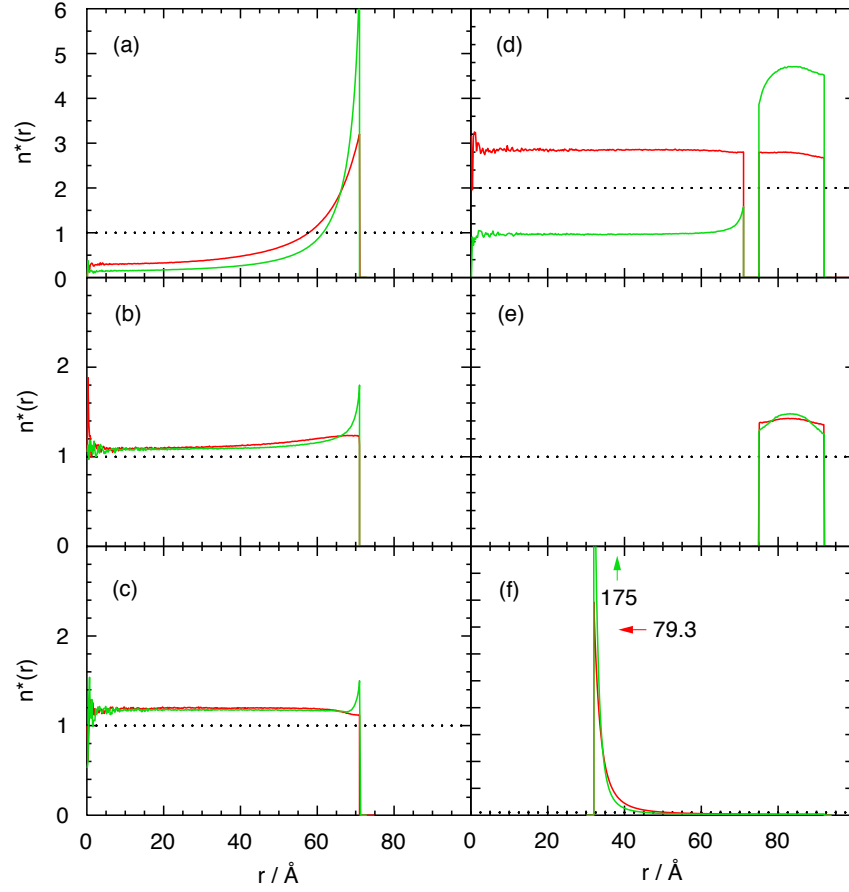 (a)
6
5
4
3
2
1
0
n*(r)
(d)
n*(r)
(b)
2
1
0
n*(r)
(e)
(c)
2
1
0
n*(r)
0 20 40 60 80
r / Å
(f)
175
79.3
0 20 40 60 80
r / Å